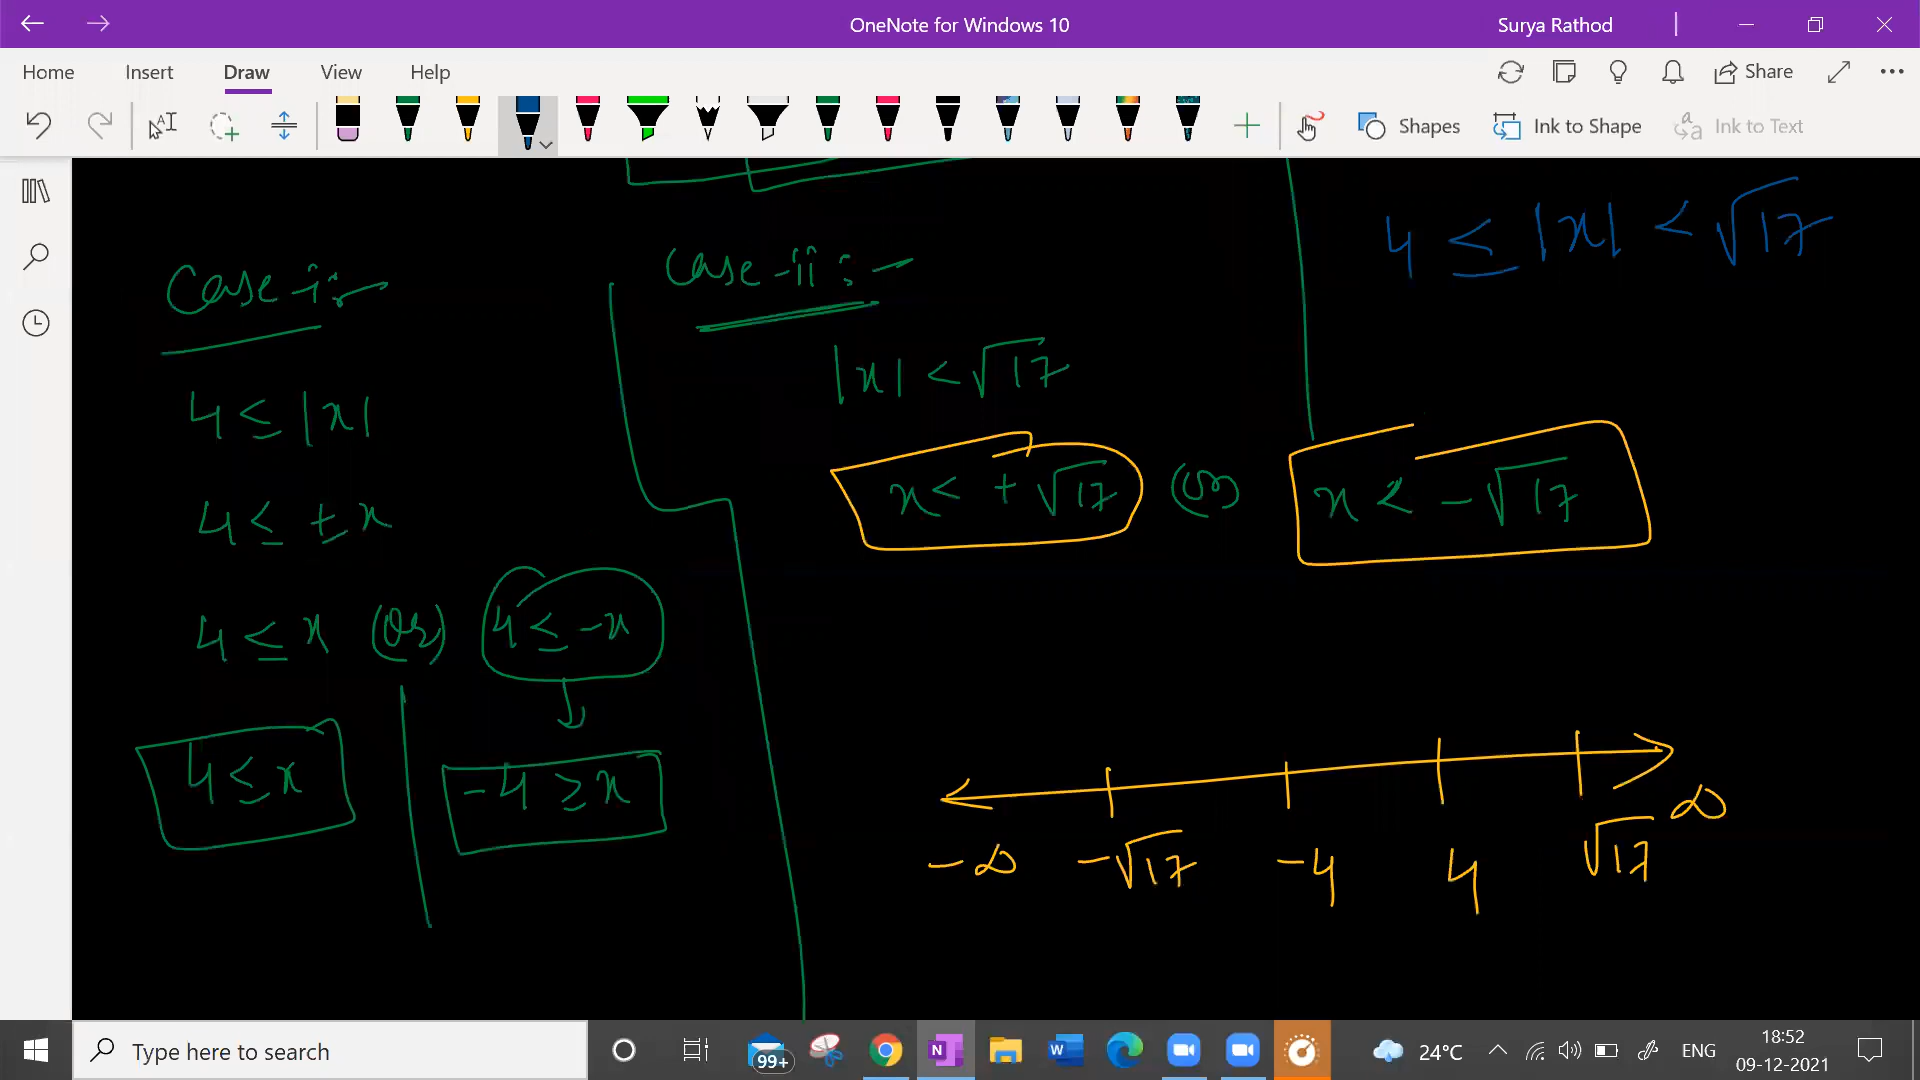 OneNote for Windows 10
Surya Rathod
Home Insert Draw View Help
Share
Shapes
Ink to Shape
Ink to Text
4 ≤ |x| < √17
Case-i:-
4 ≤ |x|
4 ≤ ±x
4 ≤ x (or) 4 ≤ -x
4 ≤ x
-4 ≥ x
Case-ii:-
|x| < √17
x < +√17 (or) x < -√17
-∞ -√17 -4 4 √17 ∞
Type here to search
99+
24°C
ENG
18:52
09-12-2021